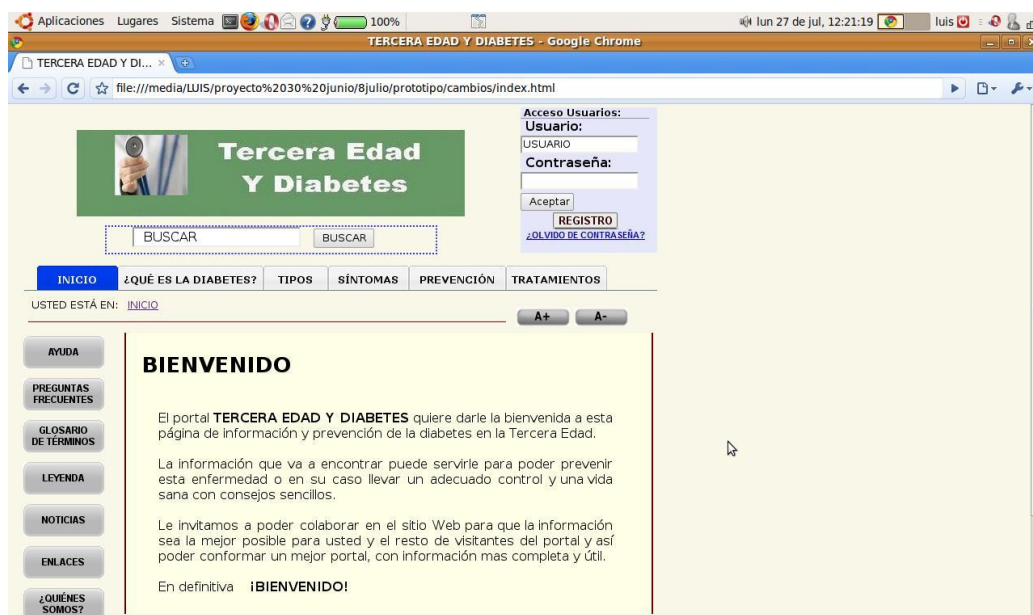 Aplicaciones Lugares Sistema 100% lun 27 de jul, 12:21:19 luis
TERCERA EDAD Y DIABETES - Google Chrome
TERCERA EDAD Y DI...
file:///media/LUIS/proyecto%2030%20junio/8julio/prototipo/cambios/index.html
Acceso Usuarios:
Usuario:
USUARIO
Contraseña:
Aceptar
REGISTRO
¿OLVIDO DE CONTRASEÑA?
Tercera Edad
Y Diabetes
BUSCAR BUSCAR
INICIO ¿QUÉ ES LA DIABETES? TIPOS SÍNTOMAS PREVENCIÓN TRATAMIENTOS
USTED ESTÁ EN: INICIO
A+ A-
AYUDA
PREGUNTAS
FRECUENTES
GLOSARIO
DE TÉRMINOS
LEYENDA
NOTICIAS
ENLACES
¿QUIÉNES
SOMOS?
BIENVENIDO
El portal TERCERA EDAD Y DIABETES quiere darle la bienvenida a esta
página de información y prevención de la diabetes en la Tercera Edad.
La información que va a encontrar puede servirle para poder prevenir
esta enfermedad o en su caso llevar un adecuado control y una vida
sana con consejos sencillos.
Le invitamos a poder colaborar en el sitio Web para que la información
sea la mejor posible para usted y el resto de visitantes del portal y así
poder conformar un mejor portal, con información mas completa y útil.
En definitiva ¡BIENVENIDO!